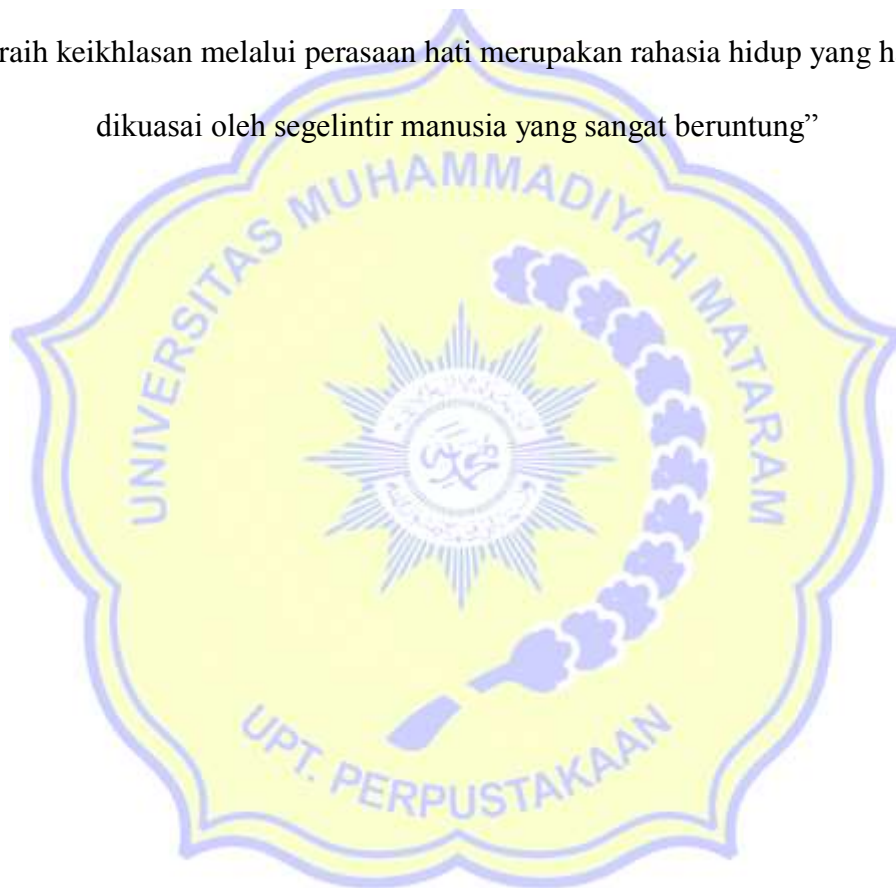 raih keikhlasan melalui perasaan hati merupakan rahasia hidup yang h
dikuasai oleh segelintir manusia yang sangat beruntung”
UNIVERSITAS MUHAMMADIYAH MATARAM
UPT. PERPUSTAKAAN